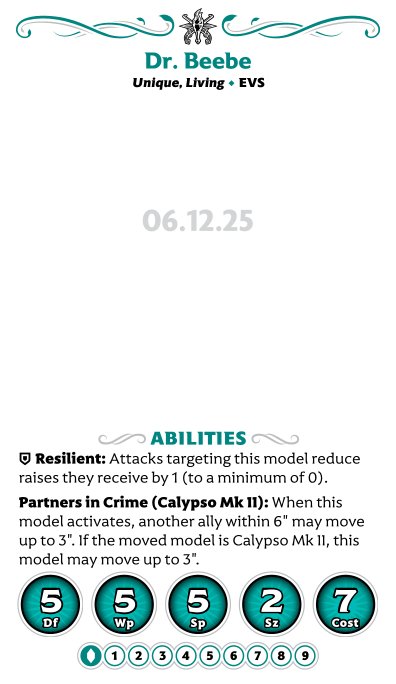 Dr. Beebe
Unique, Living ⬥ EVS
06.12.25
ABILITIES
Resilient: Attacks targeting this model reduce
raises they receive by 1 (to a minimum of 0).
Partners in Crime (Calypso Mk II): When this
model activates, another ally within 6" may move
up to 3". If the moved model is Calypso Mk II, this
model may move up to 3".
5 5 5 2 7
Df Wp Sp Sz Cost
1 2 3 4 5 6 7 8 9